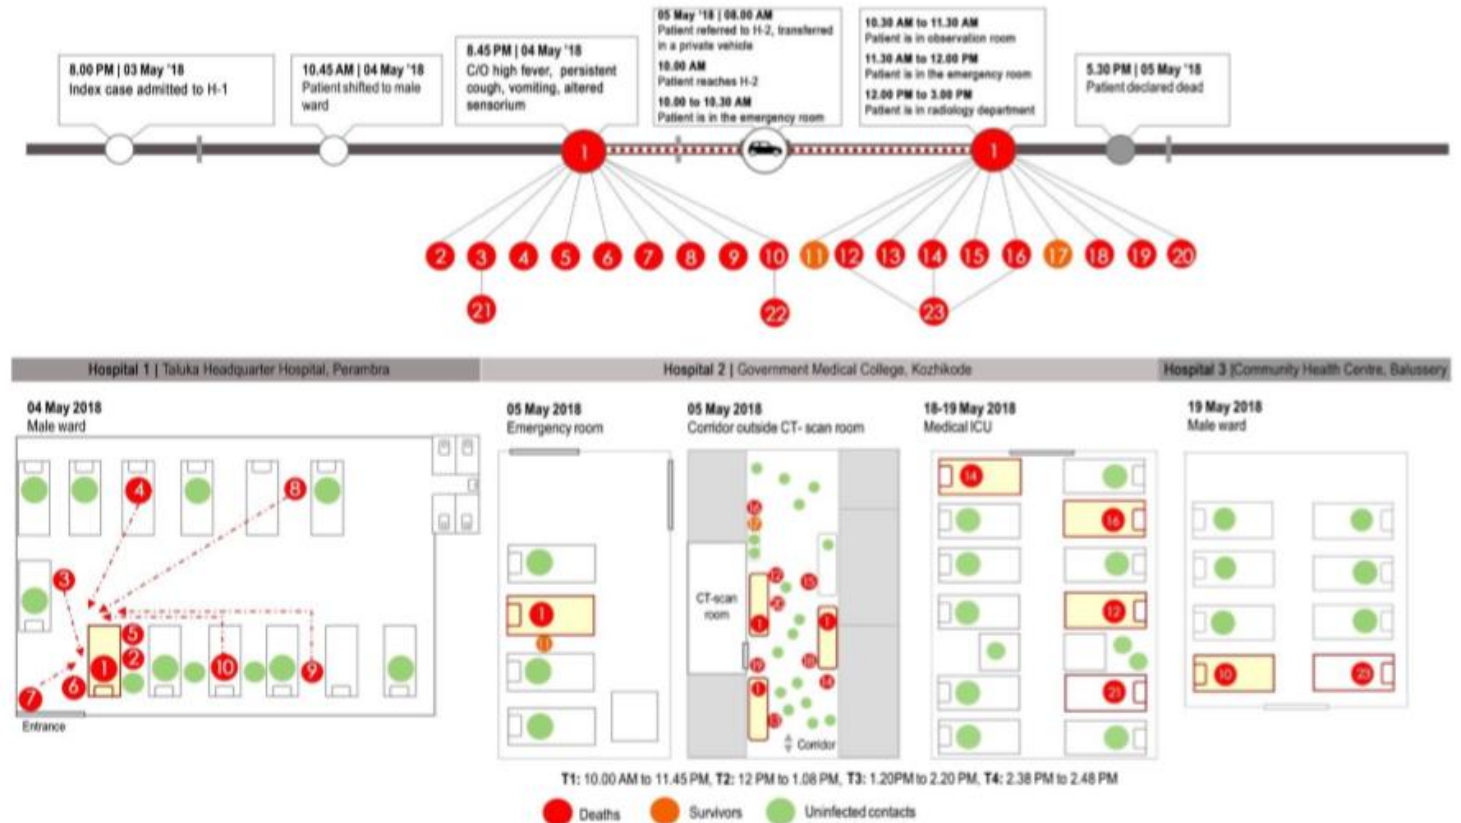 8.00 PM | 03 May '18
Index case admitted to H-1
10.45 AM | 04 May '18
Patient shifted to male
ward
8.45 PM | 04 May '18
C/O high fever, persistent
cough, vomiting, altered
sensorium
05 May '18 | 08.00 AM
Patient referred to H-2, transferred
in a private vehicle
10.00 AM
Patient reaches H-2
10.00 to 10.30 AM
Patient is in the emergency room
10.30 AM to 11.30 AM
Patient is in observation room
11.30 AM to 12.00 PM
Patient is in the emergency room
12.00 PM to 3.00 PM
Patient is in radiology department
5.30 PM | 05 May '18
Patient declared dead
1 1
2 3 4 5 6 7 8 9 10 11 12 13 14 15 16 17 18 19 20
21 22 23
Hospital 1 | Taluka Headquarter Hospital, Perambra
Hospital 2 | Government Medical College, Kozhikode
Hospital 3 |Community Health Centre, Balussery
04 May 2018
Male ward
4 8
3
5
2
1 10 9
6
7
Entrance
05 May 2018
Emergency room
1
11
05 May 2018
Corridor outside CT- scan room
16
17
12 15
CT-scan
room
20
1 1
19 18
1 14
13
Corridor
18-19 May 2018
Medical ICU
14
16
12
21
19 May 2018
Male ward
10 23
T1: 10.00 AM to 11.45 PM, T2: 12 PM to 1.08 PM, T3: 1.20PM to 2.20 PM, T4: 2.38 PM to 2.48 PM
Deaths Survivors Uninfected contacts